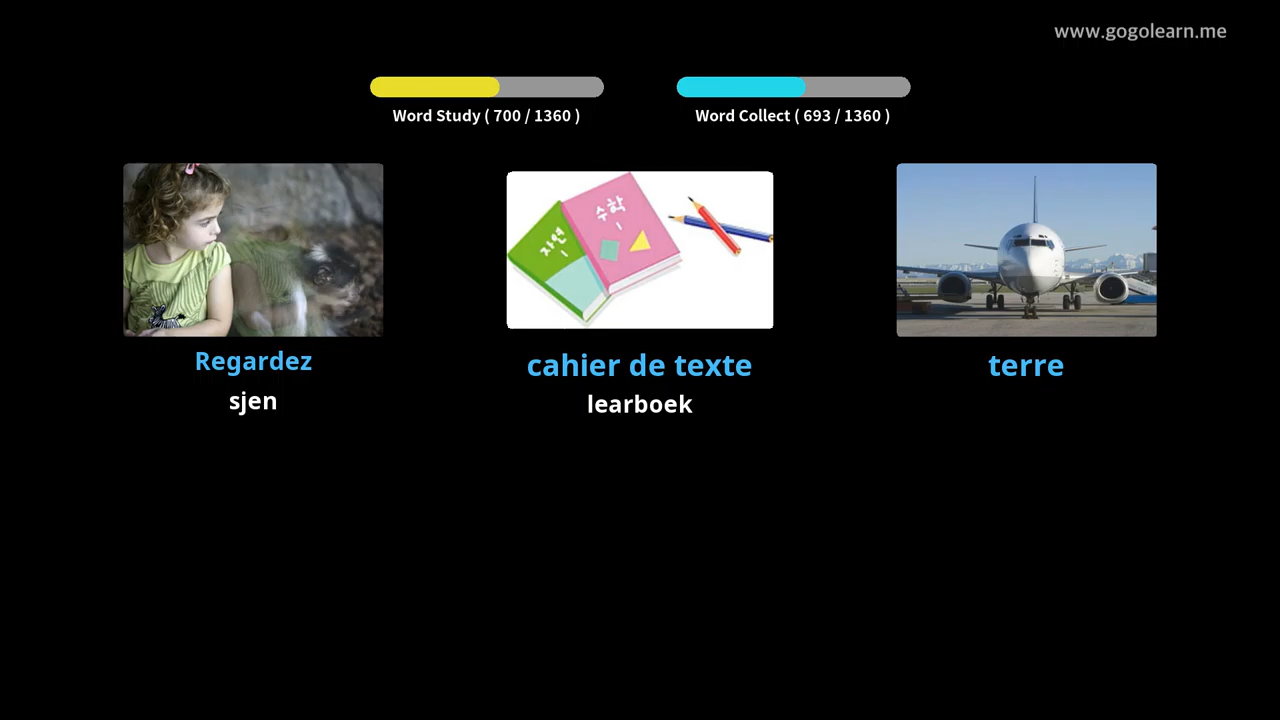 www.gogolearn.me
Word Study ( 700 / 1360 )
Word Collect ( 693 / 1360 )
자연
수학
Regardez
cahier de texte
terre
sjen
learboek